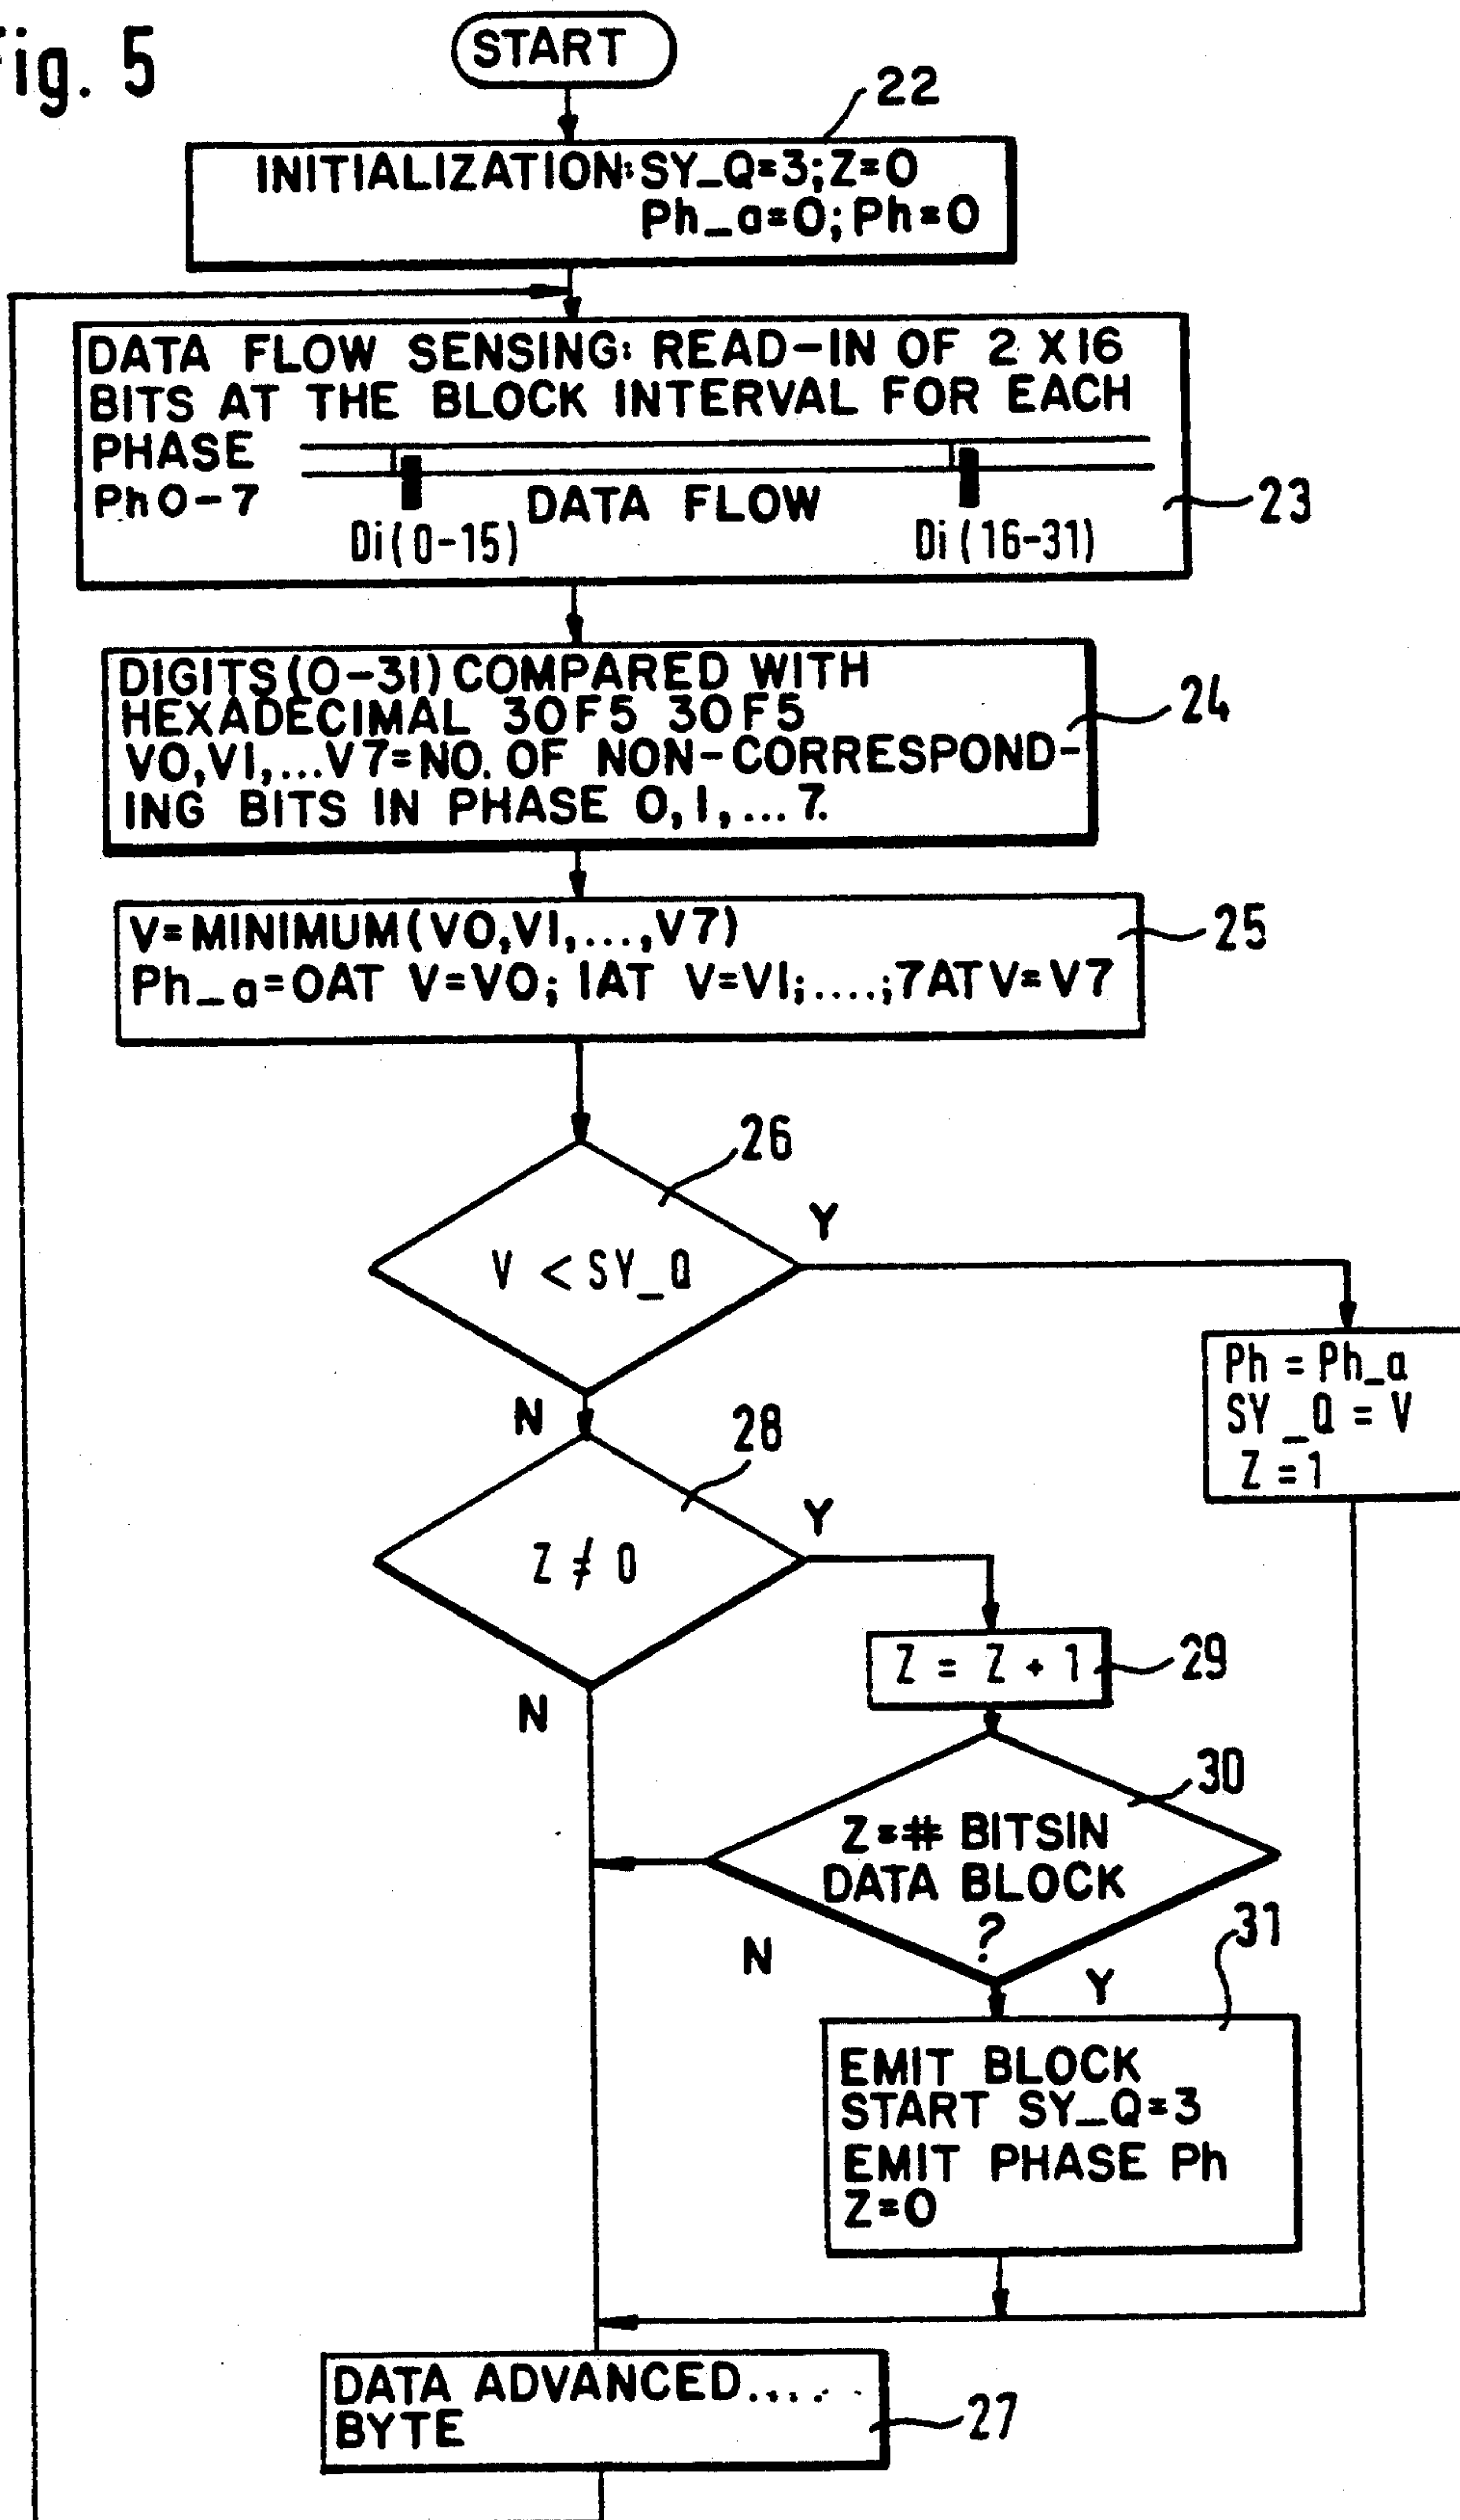 ig. 5
START
22
INITIALIZATION:SY_Q=3;Z=0
Ph_a=0;Ph=0
DATA FLOW SENSING: READ-IN OF 2 X 16
BITS AT THE BLOCK INTERVAL FOR EACH
PHASE
Ph0-7
DATA FLOW
Di(0-15)
Di(16-31)
23
DIGITS(0-31)COMPARED WITH
HEXADECIMAL 30F5 30F5
V0,V1,...V7=NO. OF NON-CORRESPOND-
ING BITS IN PHASE 0,1,...7.
24
V=MINIMUM(V0,V1,...,V7)
Ph_a=0AT V=V0; 1AT V=V1;....;7ATV=V7
25
26
V < SY_Q
Y
N
Ph = Ph_a
SY_Q = V
Z = 1
28
Z ≠ 0
Y
N
Z = Z + 1
29
30
Z=# BITSIN
DATA BLOCK
?
N
Y
31
EMIT BLOCK
START SY_Q=3
EMIT PHASE Ph
Z=0
DATA ADVANCED.....
BYTE
27